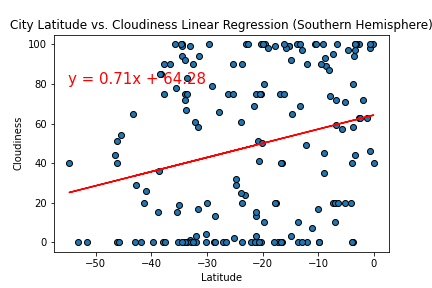 City Latitude vs. Cloudiness Linear Regression (Southern Hemisphere)
100
y = 0.71x + 64.28
80
60
40
20
0
Cloudiness
−50 −40 −30 −20 −10 0
Latitude